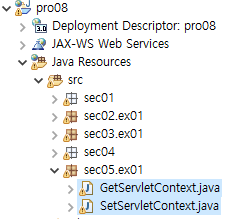 pro08
Deployment Descriptor: pro08
JAX-WS Web Services
Java Resources
src
sec01
sec02.ex01
sec03.ex01
sec04
sec05.ex01
GetServletContext.java
SetServletContext.java